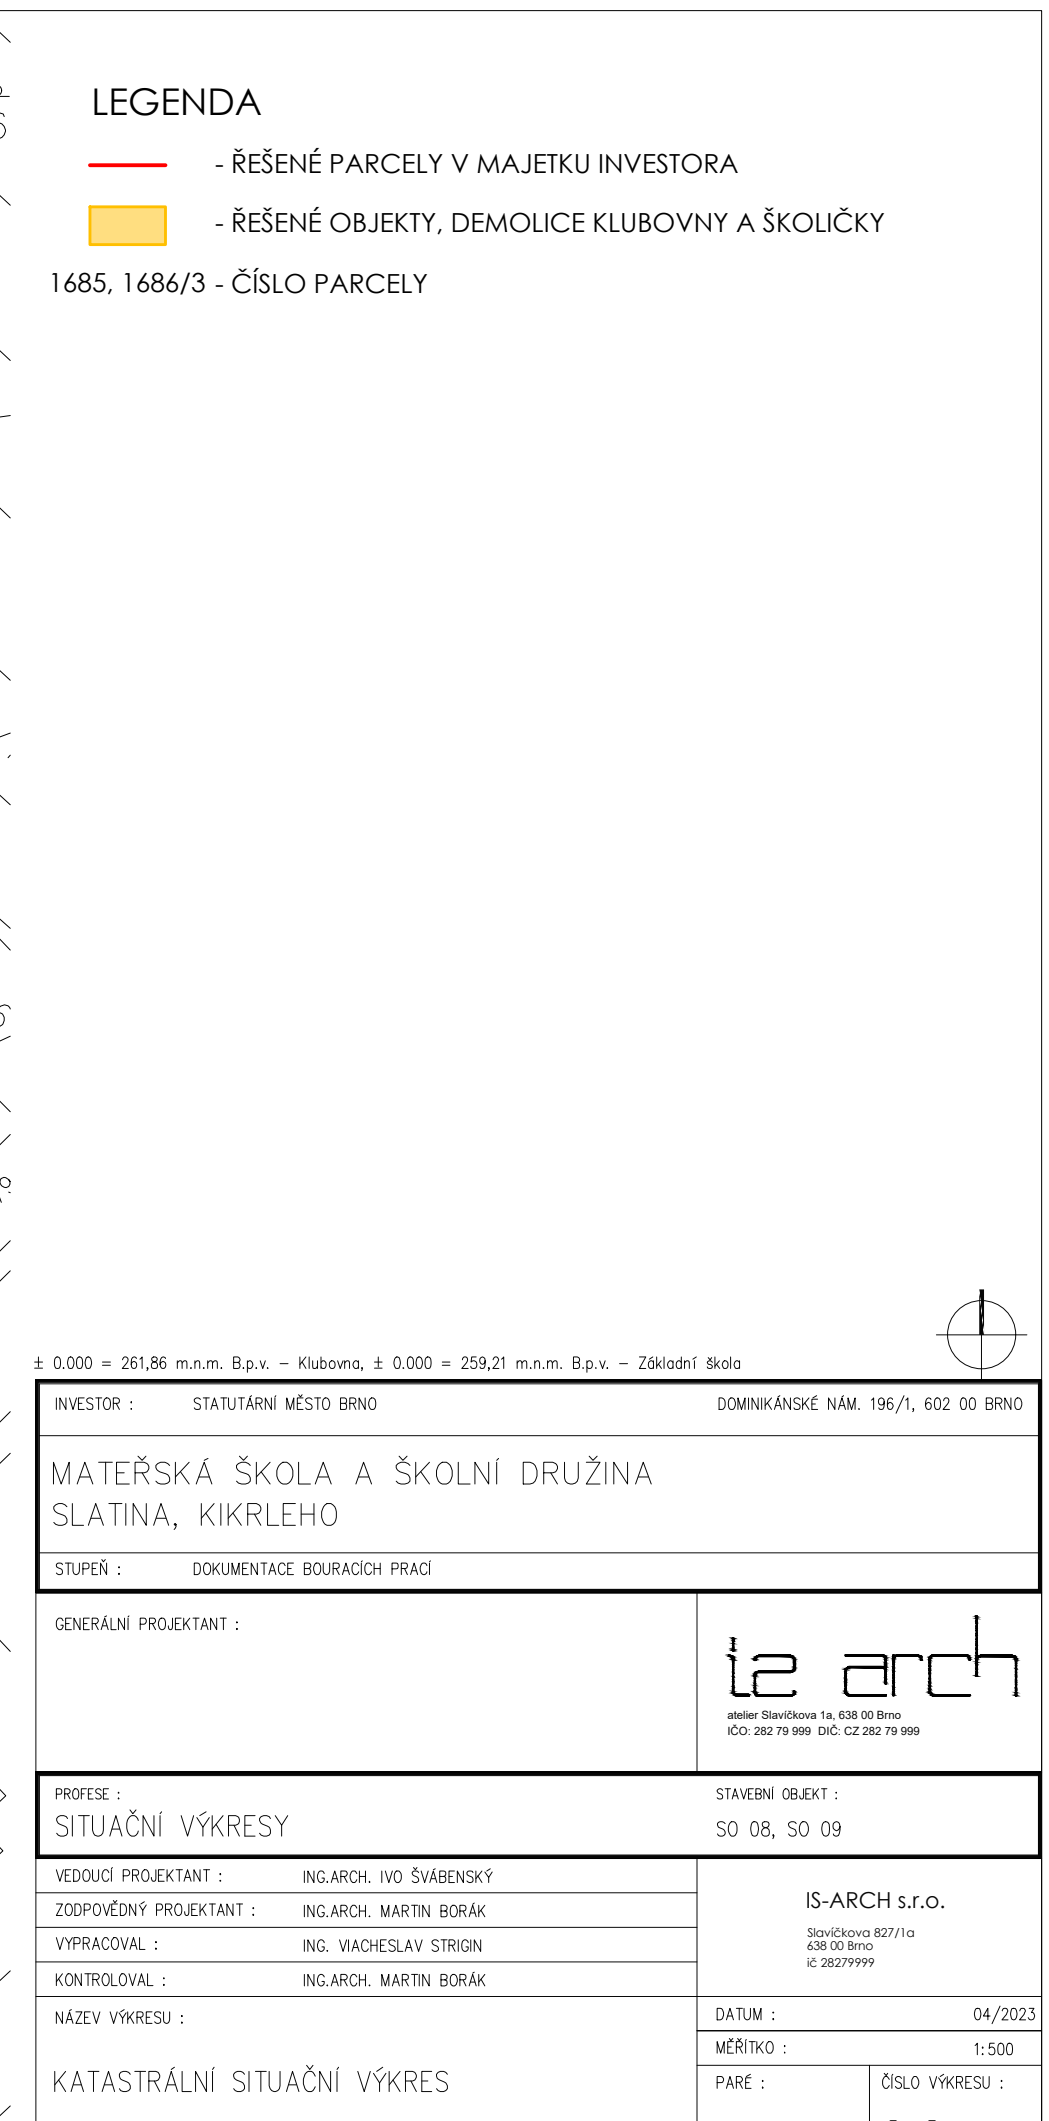 LEGENDA
- ŘEŠENÉ PARCELY V MAJETKU INVESTORA
- ŘEŠENÉ OBJEKTY, DEMOLICE KLUBOVNY A ŠKOLIČKY
1685, 1686/3 - ČÍSLO PARCELY
± 0.000 = 261,86 m.n.m. B.p.v. – Klubovna, ± 0.000 = 259,21 m.n.m. B.p.v. – Základní škola
INVESTOR : STATUTÁRNÍ MĚSTO BRNO DOMINIKÁNSKÉ NÁM. 196/1, 602 00 BRNO
MATEŘSKÁ ŠKOLA A ŠKOLNÍ DRUŽINA
SLATINA, KIKRLEHO
STUPEŇ : DOKUMENTACE BOURACÍCH PRACÍ
GENERÁLNÍ PROJEKTANT :
is arch
atelier Slavíčkova 1a, 638 00 Brno
IČO: 282 79 999 DIČ: CZ 282 79 999
PROFESE :
SITUAČNÍ VÝKRESY
STAVEBNÍ OBJEKT :
SO 08, SO 09
VEDOUCÍ PROJEKTANT : ING.ARCH. IVO ŠVÁBENSKÝ
ZODPOVĚDNÝ PROJEKTANT : ING.ARCH. MARTIN BORÁK
VYPRACOVAL : ING. VIACHESLAV STRIGIN
KONTROLOVAL : ING.ARCH. MARTIN BORÁK
IS-ARCH s.r.o.
Slavíčkova 827/1a
638 00 Brno
ič 28279999
NÁZEV VÝKRESU :
KATASTRÁLNÍ SITUAČNÍ VÝKRES
DATUM : 04/2023
MĚŘÍTKO : 1:500
PARÉ :
ČÍSLO VÝKRESU :